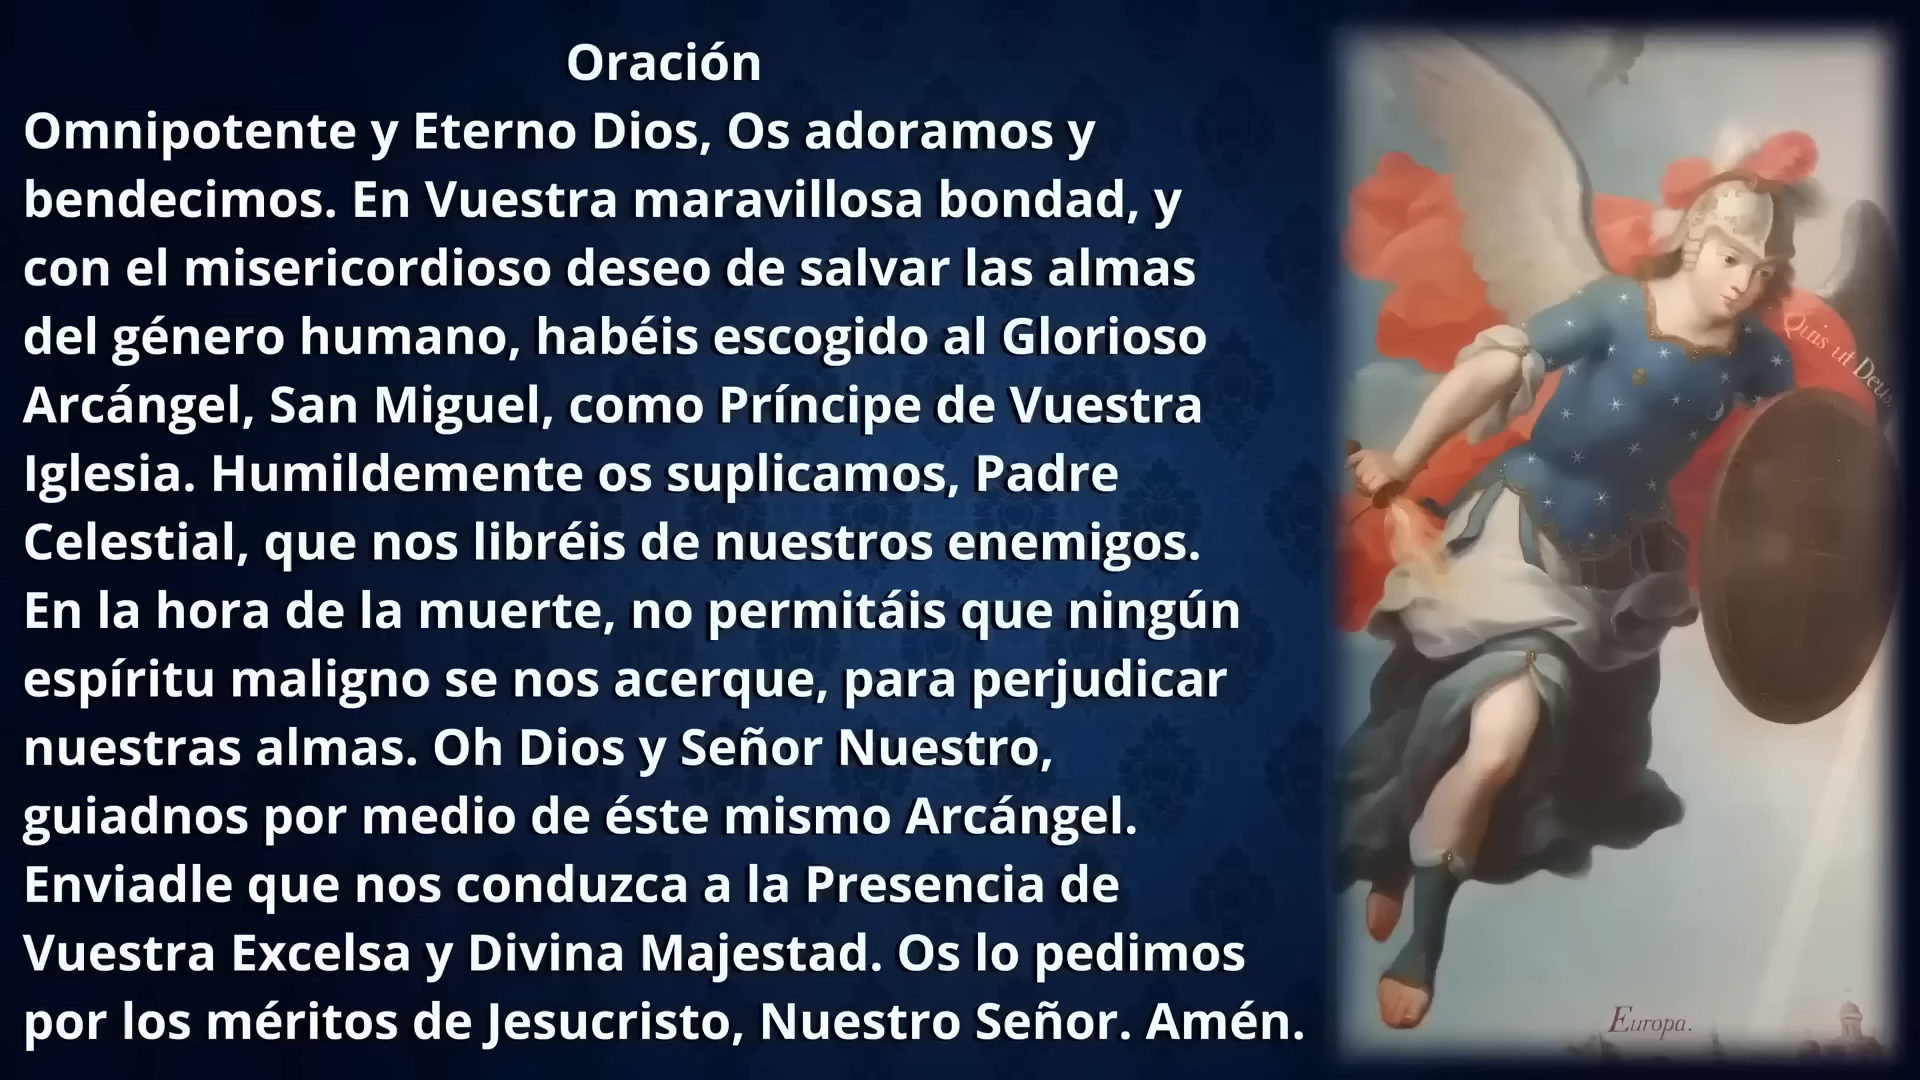 Oración
Omnipotente y Eterno Dios, Os adoramos y
bendecimos. En Vuestra maravillosa bondad, y
con el misericordioso deseo de salvar las almas
del género humano, habéis escogido al Glorioso
Arcángel, San Miguel, como Príncipe de Vuestra
Iglesia. Humildemente os suplicamos, Padre
Celestial, que nos libréis de nuestros enemigos.
En la hora de la muerte, no permitáis que ningún
espíritu maligno se nos acerque, para perjudicar
nuestras almas. Oh Dios y Señor Nuestro,
guiadnos por medio de éste mismo Arcángel.
Enviadle que nos conduzca a la Presencia de
Vuestra Excelsa y Divina Majestad. Os lo pedimos
por los méritos de Jesucristo, Nuestro Señor. Amén.
Quis ut Deus
Europa.